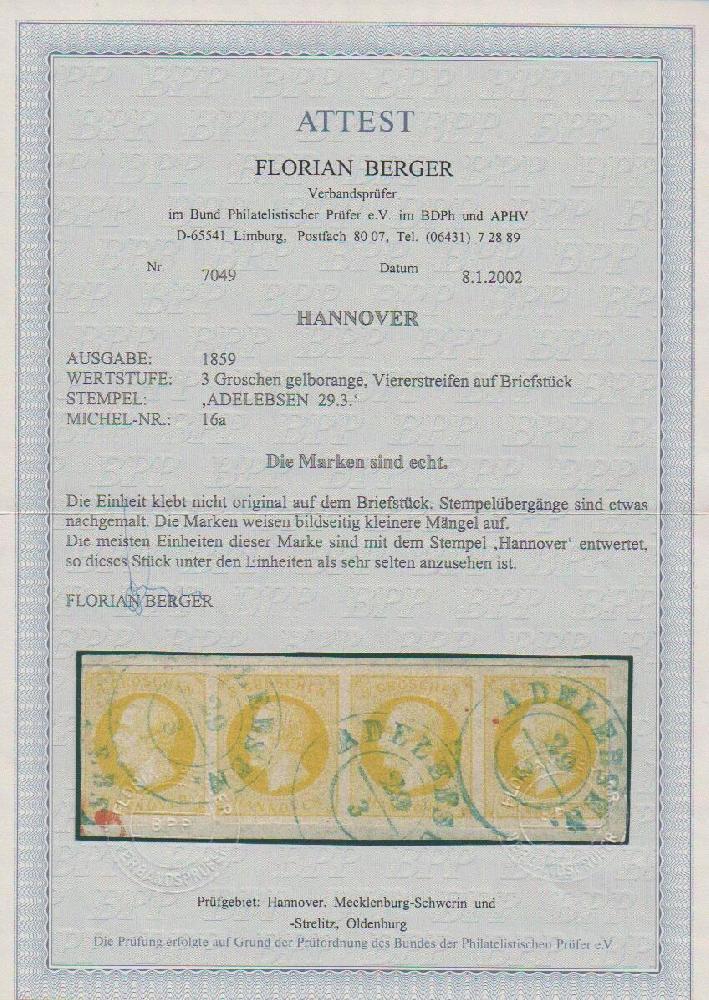 ATTEST
FLORIAN BERGER
Verbandsprüfer
im Bund Philatelistischer Prüfer e.V. im BDPh und APHV
D-65541 Limburg, Postfach 80 07, Tel. (06431) 7 28 89
Nr 7049 Datum 8.1.2002
HANNOVER
AUSGABE: 1859
WERTSTUFE: 3 Groschen gelborange, Viererstreifen auf Briefstück
STEMPEL: ‚ADELEBSEN 29.3.‘
MICHEL-NR.: 16a
Die Marken sind echt.
Die Einheit klebt nicht original auf dem Briefstück. Stempelübergänge sind etwas
nachgemalt. Die Marken weisen bildseitig kleinere Mängel auf.
Die meisten Einheiten dieser Marke sind mit dem Stempel ‚Hannover‘ entwertet,
so dieses Stück unter den Einheiten als sehr selten anzusehen ist.
FLORIAN BERGER
ADELEBSEN
29
3
Prüfgebiet: Hannover, Mecklenburg-Schwerin und
-Strelitz, Oldenburg
Die Prüfung erfolgte auf Grund der Prüfordnung des Bundes der Philatelistischen Prüfer e.V.